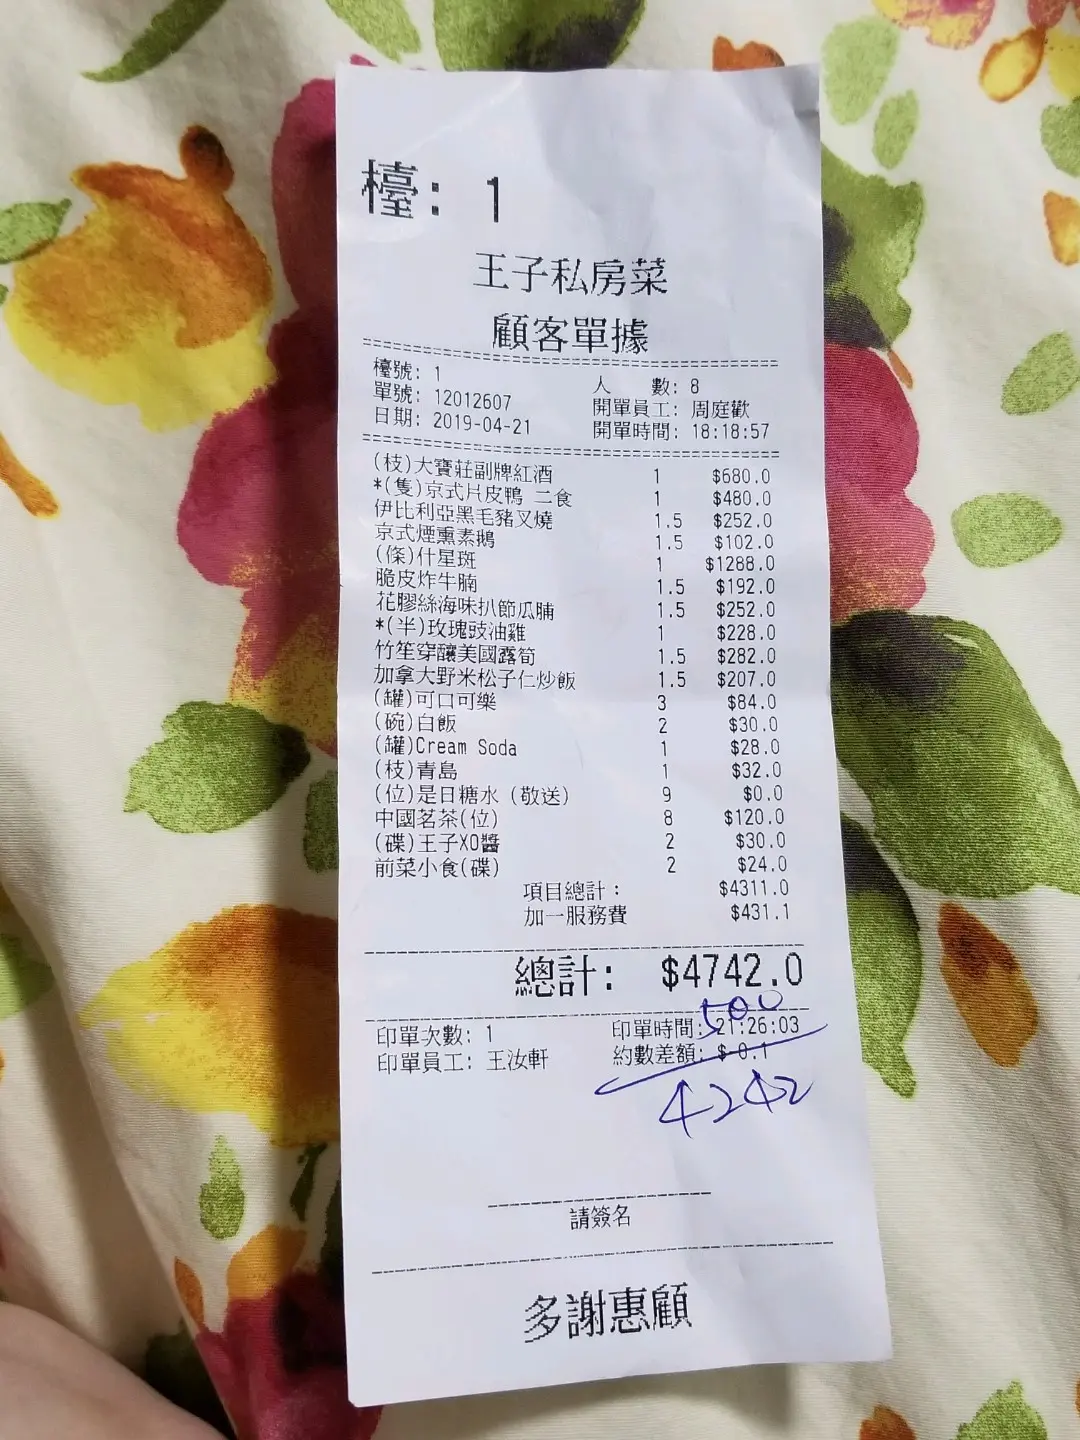 檯: 1
王子私房菜
顧客單據
檯號: 1 人 數: 8
單號: 12012607 開單員工: 周庭歡
日期: 2019-04-21 開單時間: 18:18:57
(枝)大寶莊副牌紅酒 1 $680.0
*(隻)京式片皮鴨 二食 1 $480.0
伊比利亞黑毛豬叉燒 1.5 $252.0
京式煙熏素鵝 1.5 $102.0
(條)什星斑 1 $1288.0
脆皮炸牛腩 1.5 $192.0
花膠絲海味扒節瓜脯 1.5 $252.0
*(半)玫瑰豉油雞 1 $228.0
竹笙穿釀美國露筍 1.5 $282.0
加拿大野米松子仁炒飯 1.5 $207.0
(罐)可口可樂 3 $84.0
(碗)白飯 2 $30.0
(罐)Cream Soda 1 $28.0
(枝)青島 1 $32.0
(位)是日糖水 (敬送) 9 $0.0
中國茗茶(位) 8 $120.0
(碟)王子XO醬 2 $30.0
前菜小食(碟) 2 $24.0
項目總計: $4311.0
加一服務費 $431.1
總計: $4742.0
500
印單次數: 1 印單時間: 21:26:03
印單員工: 王汝軒 約數差額: $-0.1
4242
請簽名
多謝惠顧